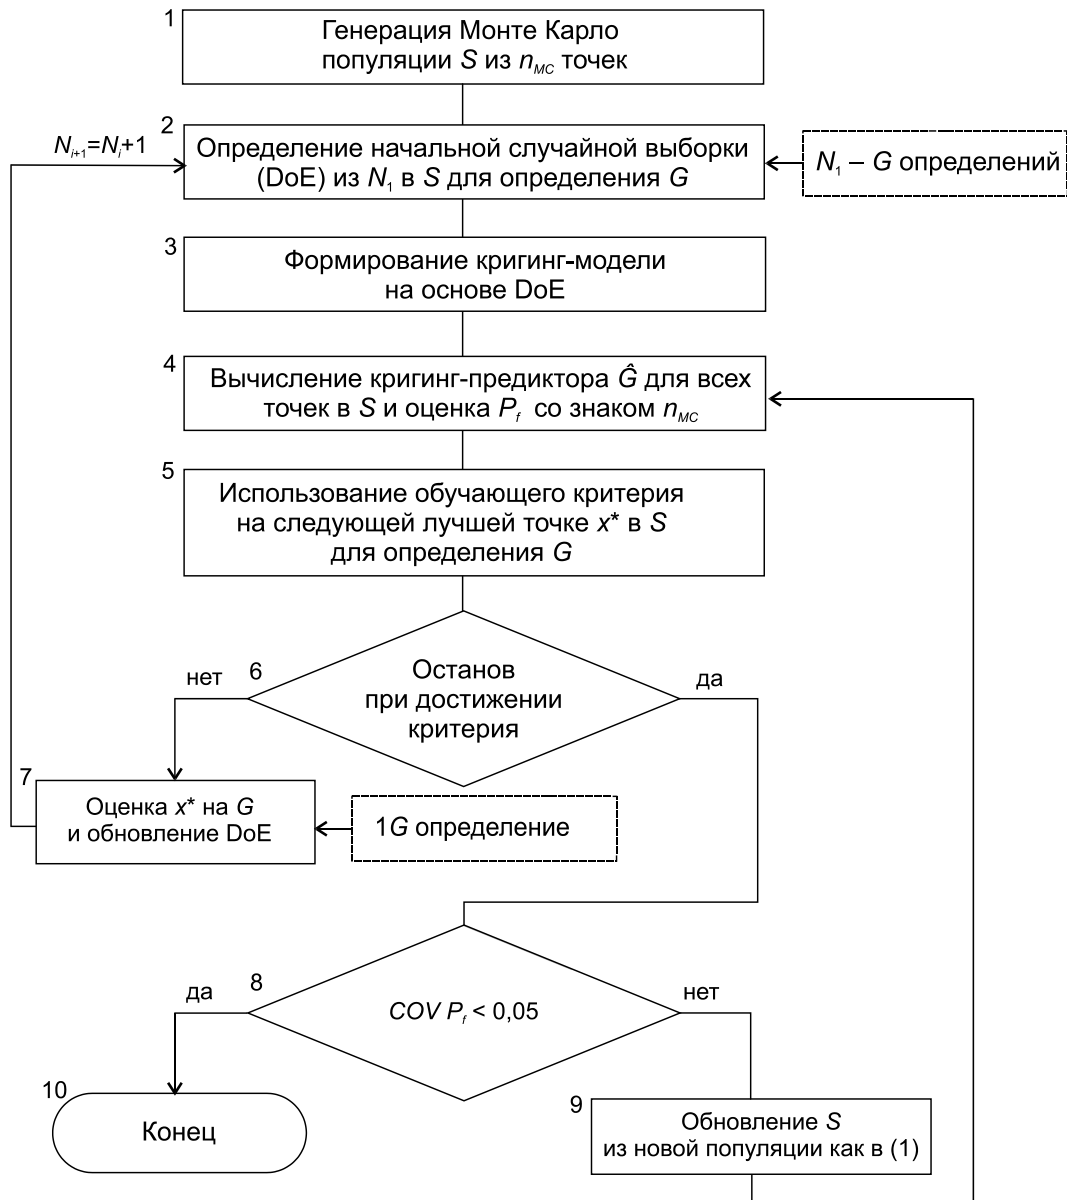 1
Генерация Монте Карло
популяции S из n_MC точек
N_{i+1}=N_i+1
2
Определение начальной случайной выборки
(DoE) из N_1 в S для определения G
N_1 – G определений
3
Формирование кригинг-модели
на основе DoE
4
Вычисление кригинг-предиктора Ĝ для всех
точек в S и оценка P_f со знаком n_MC
5
Использование обучающего критерия
на следующей лучшей точке x* в S
для определения G
нет
6
Останов
при достижении
критерия
да
7
Оценка x* на G
и обновление DoE
1G определение
да
8
COV P_f < 0,05
нет
10
Конец
9
Обновление S
из новой популяции как в (1)